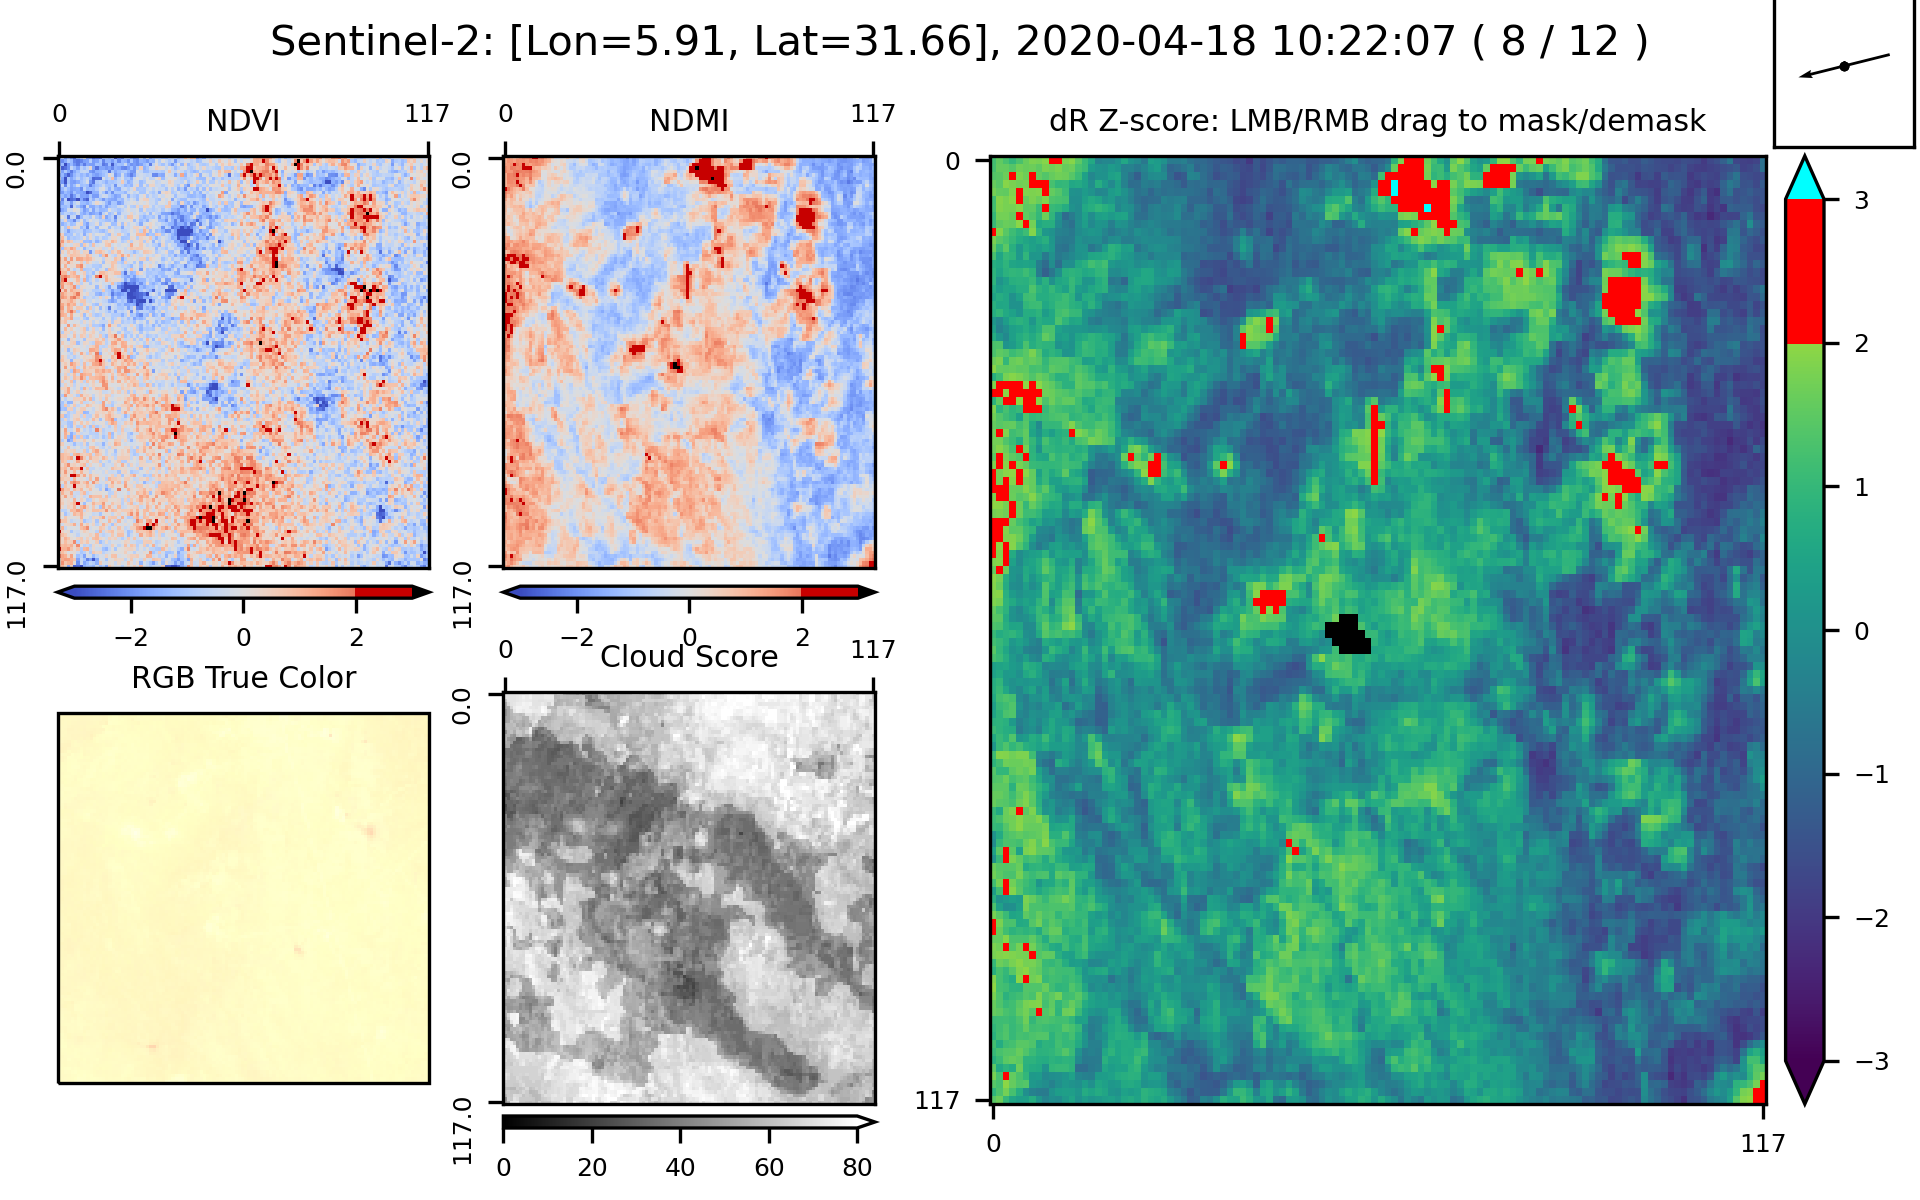 Sentinel-2: [Lon=5.91, Lat=31.66], 2020-04-18 10:22:07 ( 8 / 12 )
0 NDVI 117
0.0
117.0
−2 0 2
0 NDMI 117
0.0
117.0
−2 0 2
dR Z-score: LMB/RMB drag to mask/demask
0
117
0 117
3
2
1
0
−1
−2
−3
RGB True Color
0 Cloud Score 117
0.0
117.0
0 20 40 60 80